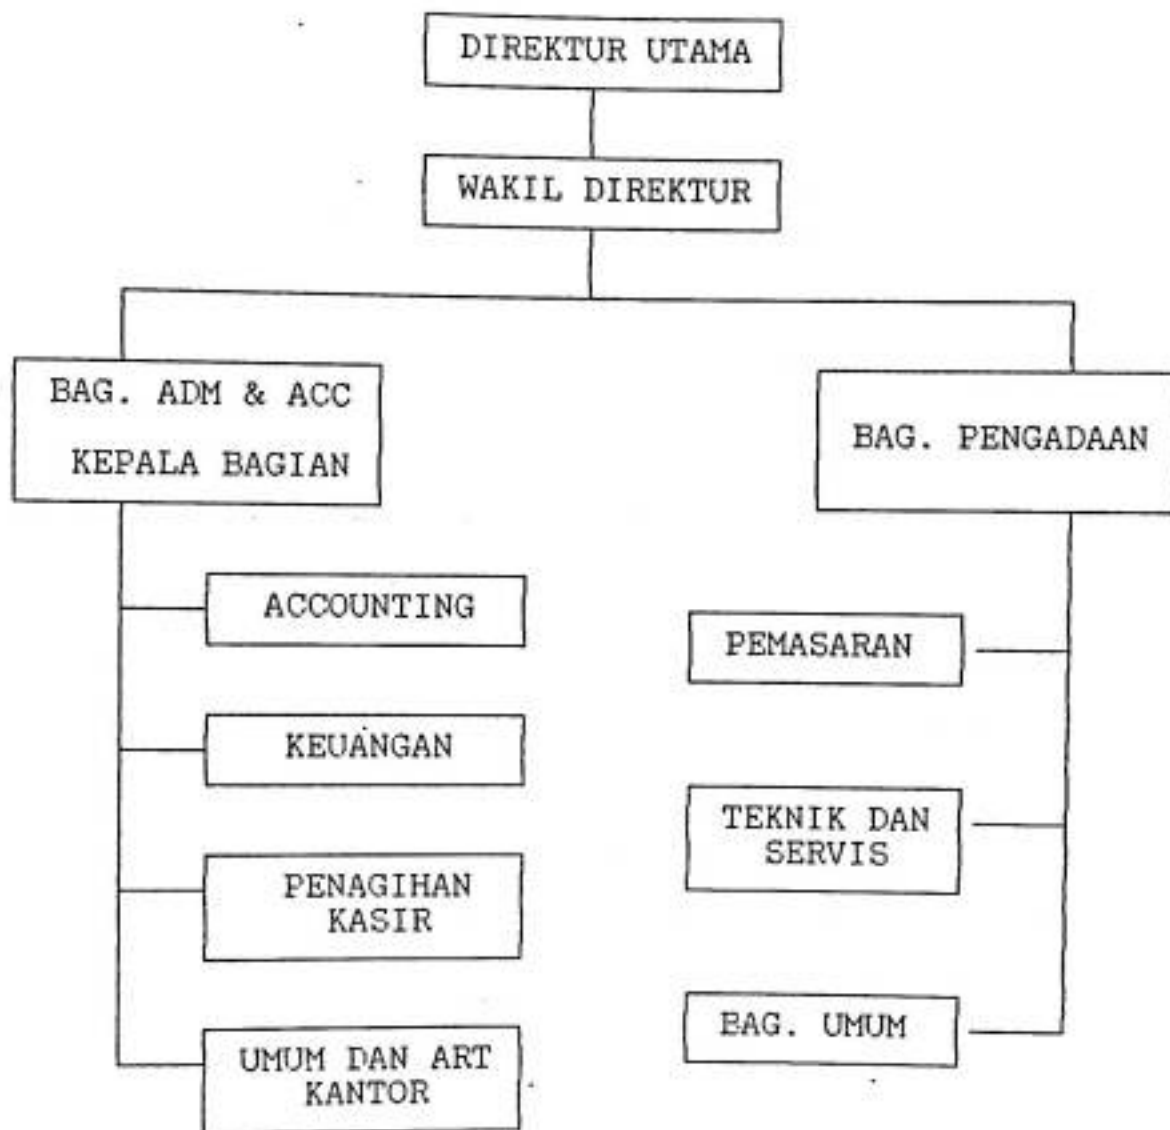 DIREKTUR UTAMA
WAKIL DIREKTUR
BAG. ADM & ACC
KEPALA BAGIAN
BAG. PENGADAAN
ACCOUNTING
PEMASARAN
KEUANGAN
TEKNIK DAN
SERVIS
PENAGIHAN
KASIR
BAG. UMUM
UMUM DAN ART
KANTOR